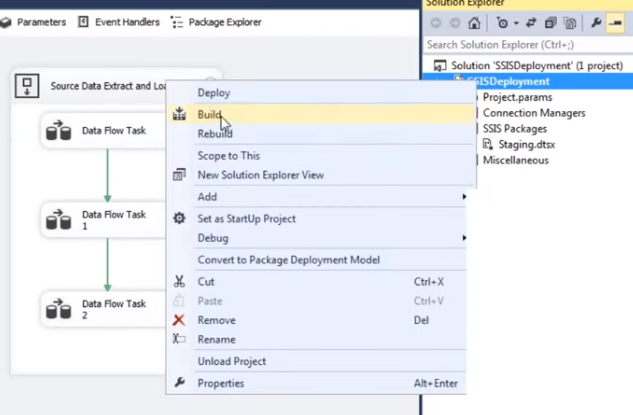 Solution Explorer
Parameters
Event Handlers
Package Explorer
Search Solution Explorer (Ctrl+;)
Solution 'SSISDeployment' (1 project)
SSISDeployment
Project.params
Connection Managers
SSIS Packages
Staging.dtsx
Miscellaneous
Source Data Extract and Loa
Data Flow Task
Data Flow Task
1
Data Flow Task
2
Deploy
Build
Rebuild
Scope to This
New Solution Explorer View
Add
Set as StartUp Project
Debug
Convert to Package Deployment Model
Cut Ctrl+X
Paste Ctrl+V
Remove Del
Rename
Unload Project
Properties Alt+Enter